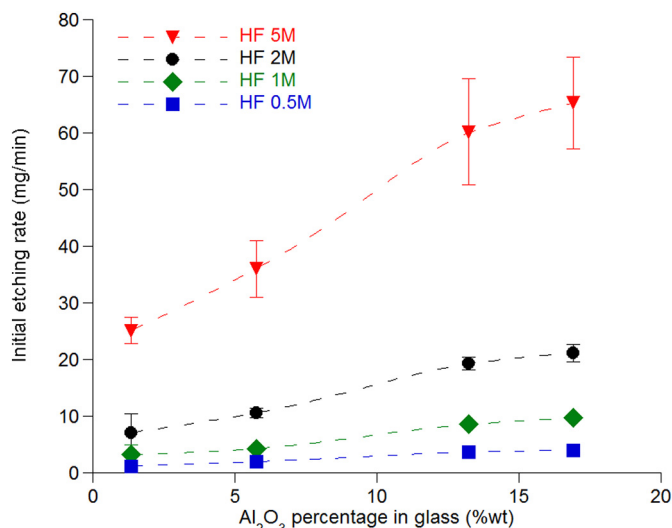 80
70
60
50
40
30
20
10
0
Initial etching rate (mg/min)
HF 5M
HF 2M
HF 1M
HF 0.5M
0 5 10 15 20
Al₂O₃ percentage in glass (%wt)